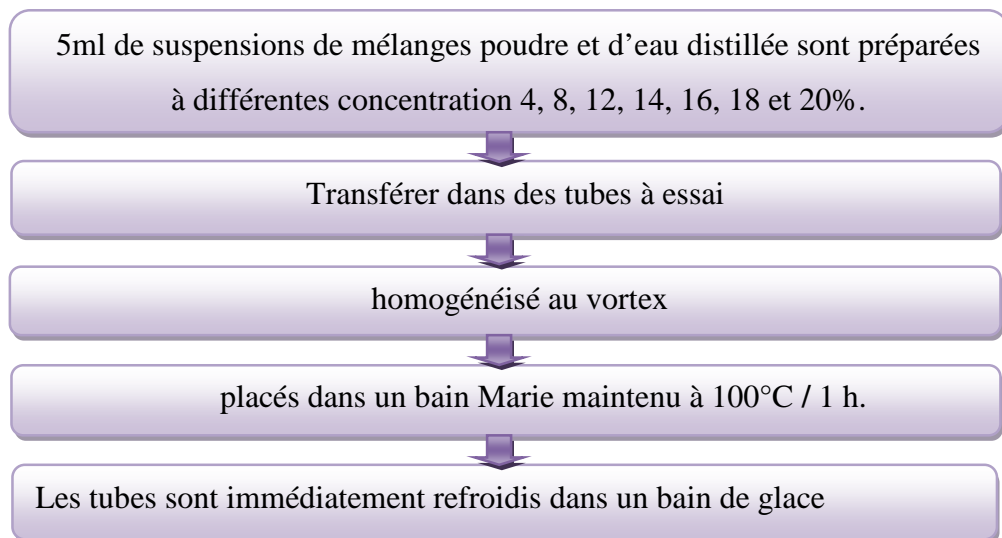 5ml de suspensions de mélanges poudre et d’eau distillée sont préparées
à différentes concentration 4, 8, 12, 14, 16, 18 et 20%.
Transférer dans des tubes à essai
homogénéisé au vortex
placés dans un bain Marie maintenu à 100°C / 1 h.
Les tubes sont immédiatement refroidis dans un bain de glace